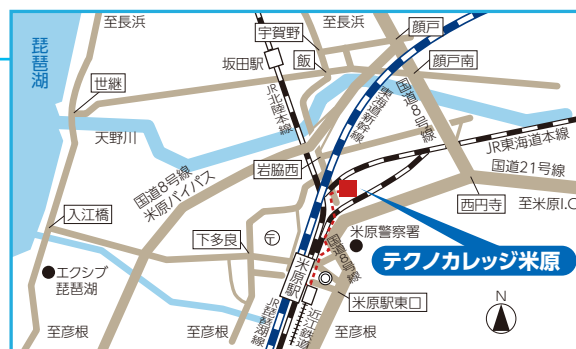 至長浜
至長浜
宇賀野
顔戸
琵琶湖
坂田駅
飯
顔戸南
世継
JR北陸本線
東海道新幹線
国道8号線
天野川
JR東海道本線
岩脇西
国道21号線
国道8号線
米原バイパス
西円寺
至米原I.C
入江橋
下多良
〒
国道8号線
米原警察署
テクノカレッジ米原
エクシブ
琵琶湖
米原駅
米原駅東口
JR琵琶湖線
近江鉄道
至彦根
至彦根
至彦根
N